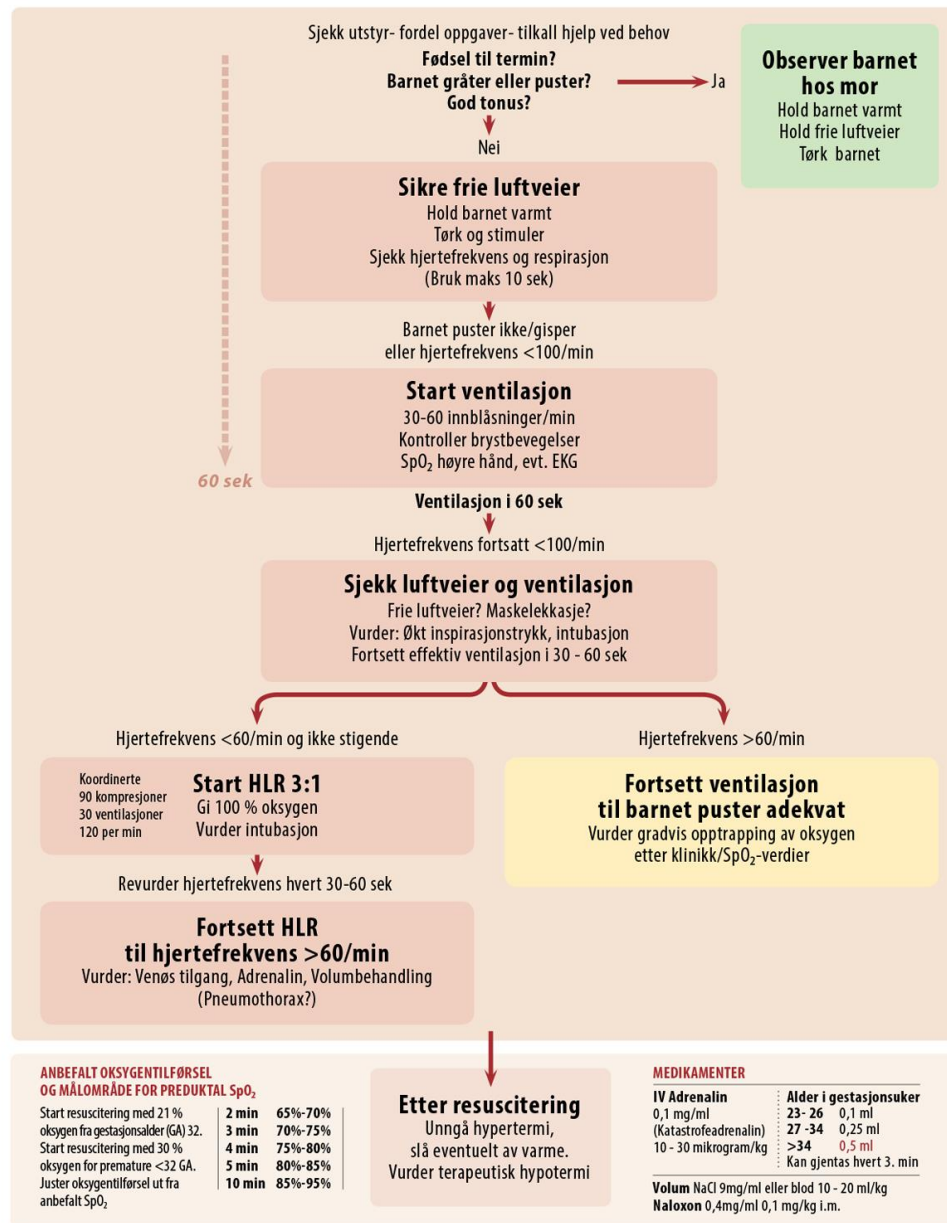 Sjekk utstyr- fordel oppgaver- tilkall hjelp ved behov
Fødsel til termin?
Barnet gråter eller puster?
God tonus?
Ja
Observer barnet
hos mor
Hold barnet varmt
Hold frie luftveier
Tørk barnet
Nei
Sikre frie luftveier
Hold barnet varmt
Tørk og stimuler
Sjekk hjertefrekvens og respirasjon
(Bruk maks 10 sek)
Barnet puster ikke/gisper
eller hjertefrekvens <100/min
Start ventilasjon
30-60 innblåsninger/min
Kontroller brystbevegelser
SpO₂ høyre hånd, evt. EKG
60 sek
Ventilasjon i 60 sek
Hjertefrekvens fortsatt <100/min
Sjekk luftveier og ventilasjon
Frie luftveier? Maskelekkasje?
Vurder: Økt inspirasjonstrykk, intubasjon
Fortsett effektiv ventilasjon i 30 - 60 sek
Hjertefrekvens <60/min og ikke stigende
Koordinerte
90 kompresjoner
30 ventilasjoner
120 per min
Start HLR 3:1
Gi 100 % oksygen
Vurder intubasjon
Revurder hjertefrekvens hvert 30-60 sek
Fortsett HLR
til hjertefrekvens >60/min
Vurder: Venøs tilgang, Adrenalin, Volumbehandling
(Pneumothorax?)
Hjertefrekvens >60/min
Fortsett ventilasjon
til barnet puster adekvat
Vurder gradvis opptrapping av oksygen
etter klinikk/SpO₂-verdier
ANBEFALT OKSYGENTILFØRSEL
OG MÅLOMRÅDE FOR PREDUKTAL SpO₂
Start resuscitering med 21 %
oksygen fra gestasjonsalder (GA) 32.
Start resuscitering med 30 %
oksygen for premature <32 GA.
Juster oksygentilførsel ut fra
anbefalt SpO₂
2 min 65%-70%
3 min 70%-75%
4 min 75%-80%
5 min 80%-85%
10 min 85%-95%
Etter resuscitering
Unngå hypertermi,
slå eventuelt av varme.
Vurder terapeutisk hypotermi
MEDIKAMENTER
IV Adrenalin
0,1 mg/ml
(Katastrofeadrenalin)
10 - 30 mikrogram/kg
Alder i gestasjonsuker
23- 26 0,1 ml
27 -34 0,25 ml
>34 0,5 ml
Kan gjentas hvert 3. min
Volum NaCl 9mg/ml eller blod 10 - 20 ml/kg
Naloxon 0,4mg/ml 0,1 mg/kg i.m.